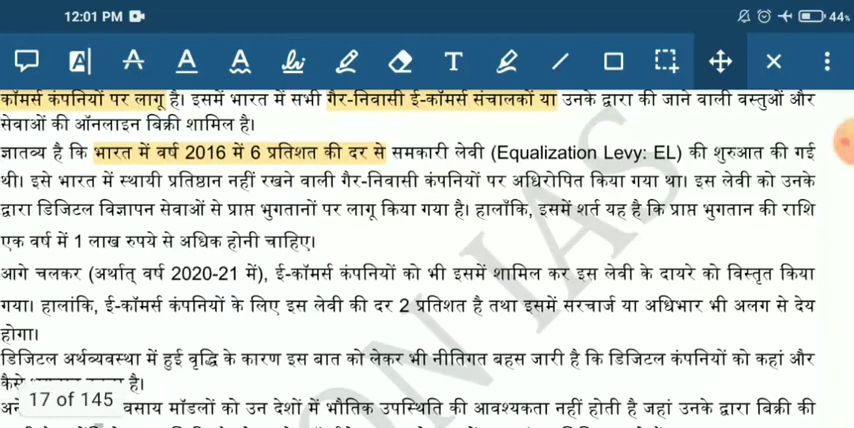 12:01 PM 44%
A A A A T
कॉमर्स कंपनियों पर लागू है। इसमें भारत में सभी गैर-निवासी ई-कॉमर्स संचालकों या उनके द्वारा की जाने वाली वस्तुओं और
सेवाओं की ऑनलाइन बिक्री शामिल है।
ज्ञातव्य है कि भारत में वर्ष 2016 में 6 प्रतिशत की दर से समकारी लेवी (Equalization Levy: EL) की शुरुआत की गई
थी। इसे भारत में स्थायी प्रतिष्ठान नहीं रखने वाली गैर-निवासी कंपनियों पर अधिरोपित किया गया था। इस लेवी को उनके
द्वारा डिजिटल विज्ञापन सेवाओं से प्राप्त भुगतानों पर लागू किया गया है। हालाँकि, इसमें शर्त यह है कि प्राप्त भुगतान की राशि
एक वर्ष में 1 लाख रुपये से अधिक होनी चाहिए।
आगे चलकर (अर्थात् वर्ष 2020-21 में), ई-कॉमर्स कंपनियों को भी इसमें शामिल कर इस लेवी के दायरे को विस्तृत किया
गया। हालांकि, ई-कॉमर्स कंपनियों के लिए इस लेवी की दर 2 प्रतिशत है तथा इसमें सरचार्ज या अधिभार भी अलग से देय
होगा।
डिजिटल अर्थव्यवस्था में हुई वृद्धि के कारण इस बात को लेकर भी नीतिगत बहस जारी है कि डिजिटल कंपनियों को कहां और
कैसे है।
17 of 145
वसाय मॉडलों को उन देशों में भौतिक उपस्थिति की आवश्यकता नहीं होती है जहां उनके द्वारा बिक्री की